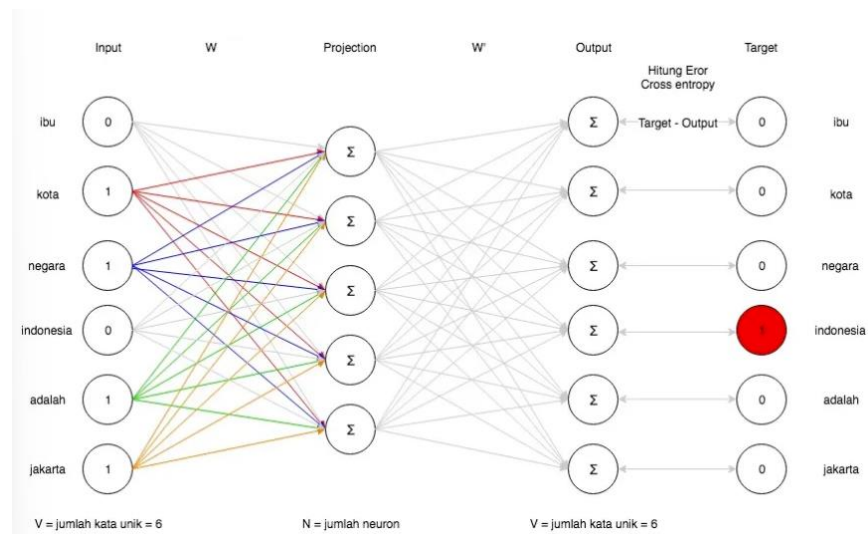 Input W Projection W' Output Target
Hitung Eror
Cross entropy
ibu 0 Σ Target - Output 0 ibu
Σ
kota 1 Σ 0 kota
Σ
negara 1 Σ 0 negara
Σ
indonesia 0 Σ 1 indonesia
Σ
adalah 1 Σ 0 adalah
Σ
jakarta 1 Σ 0 jakarta
V = jumlah kata unik = 6 N = jumlah neuron V = jumlah kata unik = 6